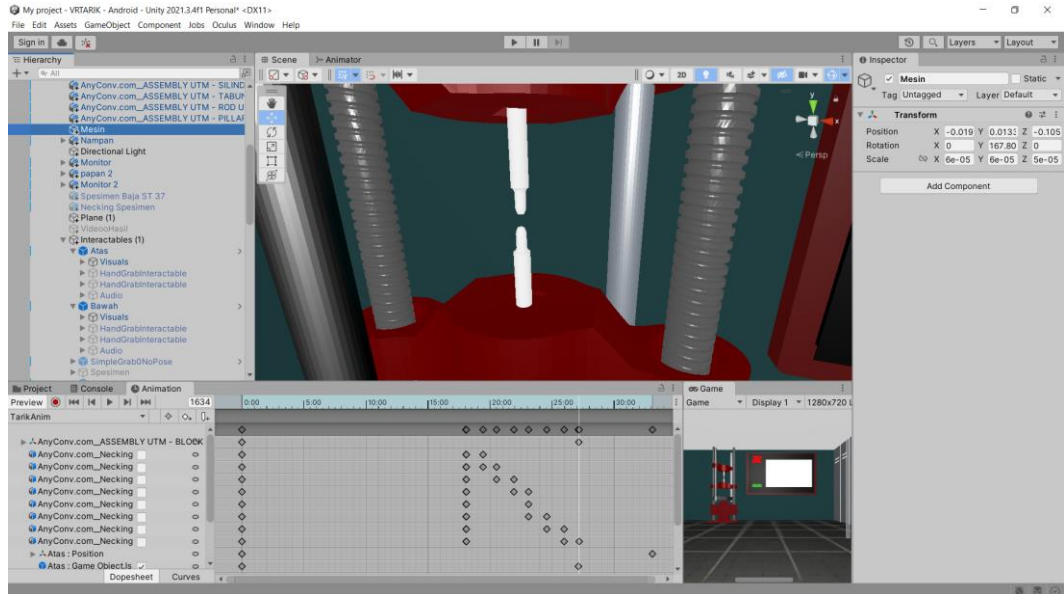 My project - VRTARIK - Android - Unity 2021.3.4f1 Personal* <DX11>
File Edit Assets GameObject Component Jobs Oculus Window Help
Sign in
Layers
Layout
Hierarchy
All
AnyConv.com__ASSEMBLY UTM - SILIND
AnyConv.com__ASSEMBLY UTM - TABUN
AnyConv.com__ASSEMBLY UTM - ROD U
AnyConv.com__ASSEMBLY UTM - PILLAR
Mesin
Nampan
Directional Light
Monitor
papan 2
Monitor 2
Spesimen Baja ST 37
Necking Spesimen
Plane (1)
VideooHasil
Interactables (1)
Atas
Visuals
HandGrabInteractable
HandGrabInteractable
Audio
Bawah
Visuals
HandGrabInteractable
HandGrabInteractable
Audio
SimpleGrab0NoPose
Spesimen
Scene Animator
2D
y
x
Persp
Inspector
Mesin Static
Tag Untagged Layer Default
Transform
Position X -0.019 Y 0.0133 Z -0.105
Rotation X 0 Y 167.80 Z 0
Scale X 6e-05 Y 6e-05 Z 5e-05
Add Component
Project Console Animation
Preview 1634
0:00 5:00 10:00 15:00 20:00 25:00 30:00
TarikAnim
AnyConv.com__ASSEMBLY UTM - BLOCK
AnyConv.com__Necking
AnyConv.com__Necking
AnyConv.com__Necking
AnyConv.com__Necking
AnyConv.com__Necking
AnyConv.com__Necking
AnyConv.com__Necking
AnyConv.com__Necking
Atas : Position
Atas : Game Object.Is
Dopesheet Curves
Game
Game Display 1 1280x720